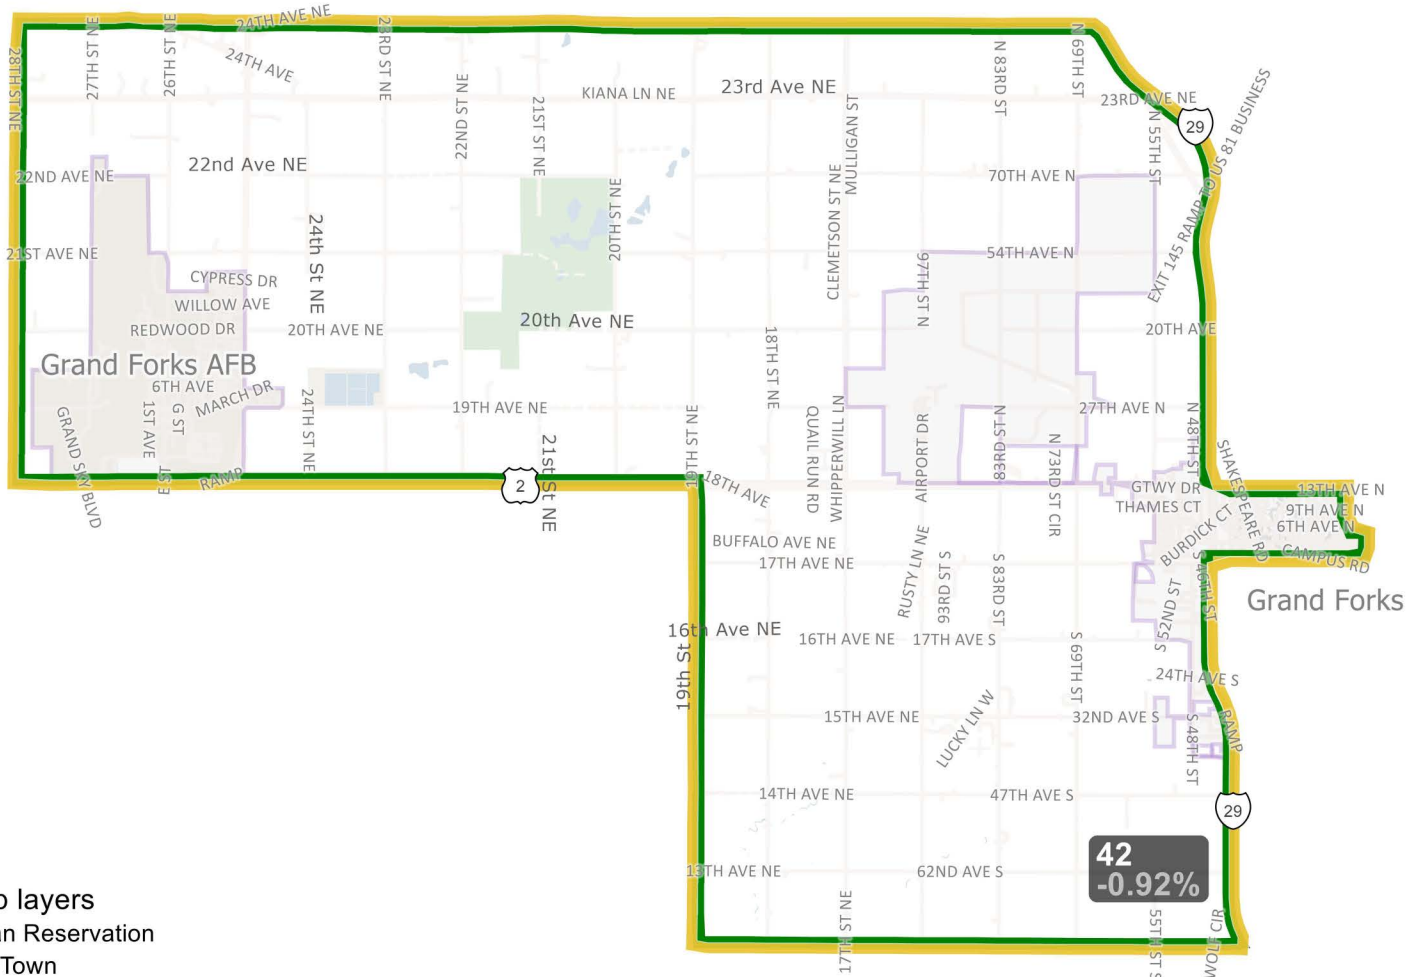 24TH AVE NE
28TH ST NE
27TH ST NE
26TH ST NE
24TH AVE
23RD ST NE
22ND ST NE
21ST ST NE
KIANA LN NE
23rd Ave NE
MULLIGAN ST
N 83RD ST
N 69TH ST
23RD AVE NE
N 55TH ST
29
EXIT 145 RAMP TO US 81 BUSINESS
22ND AVE NE
22nd Ave NE
20TH ST NE
CLEMETSON ST NE
70TH AVE N
21ST AVE NE
24th St NE
54TH AVE N
CYPRESS DR
WILLOW AVE
REDWOOD DR
20TH AVE NE
20th Ave NE
97TH ST N
20TH AVE
Grand Forks AFB
6TH AVE
MARCH DR
1ST AVE
G ST
24TH ST NE
18TH ST NE
19TH AVE NE
19TH ST NE
QUAIL RUN RD
WHIPPERWILL LN
AIRPORT DR
83RD ST N
N 73RD ST CIR
27TH AVE N
N 48TH ST
GRAND SKY BLVD
E ST
RAMP
2
21st St NE
18TH AVE
GTWY DR
THAMES CT
SHAKESPEARE RD
13TH AVE N
9TH AVE N
6TH AVE N
BURDICK CT
CAMPUS RD
BUFFALO AVE NE
17TH AVE NE
RUSTY LN NE
93RD ST S
S 83RD ST
S 52ND ST
S 46TH ST
Grand Forks
16th Ave NE
19th St
16TH AVE NE
17TH AVE S
S 69TH ST
24TH AVE S
15TH AVE NE
LUCKY LN W
32ND AVE S
S 48TH ST
RAMP
14TH AVE NE
47TH AVE S
29
42
-0.92%
13TH AVE NE
62ND AVE S
17TH ST NE
55TH ST S
WOLF CIR
layers
Reservation
Town